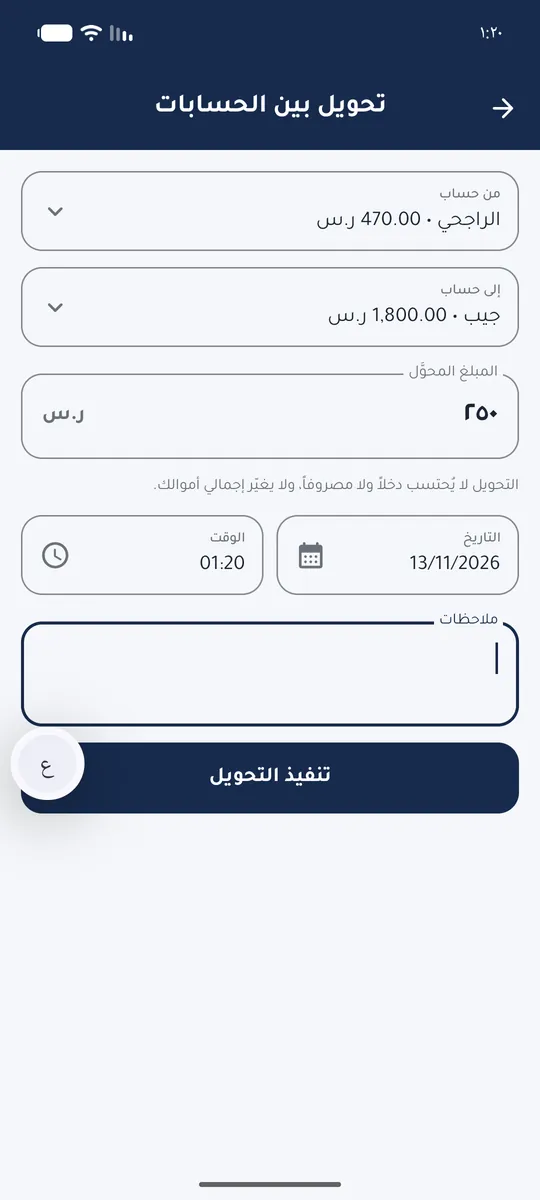 ١:٢٠
تحويل بين الحسابات
من حساب
الراجحي • 470.00 ر.س
إلى حساب
جيب • 1,800.00 ر.س
المبلغ المحوَّل
٢٥٠ ر.س
التحويل لا يُحتسب دخلاً ولا مصروفاً، ولا يغيّر إجمالي أموالك.
التاريخ
13/11/2026
الوقت
01:20
ملاحظات
تنفيذ التحويل
ع